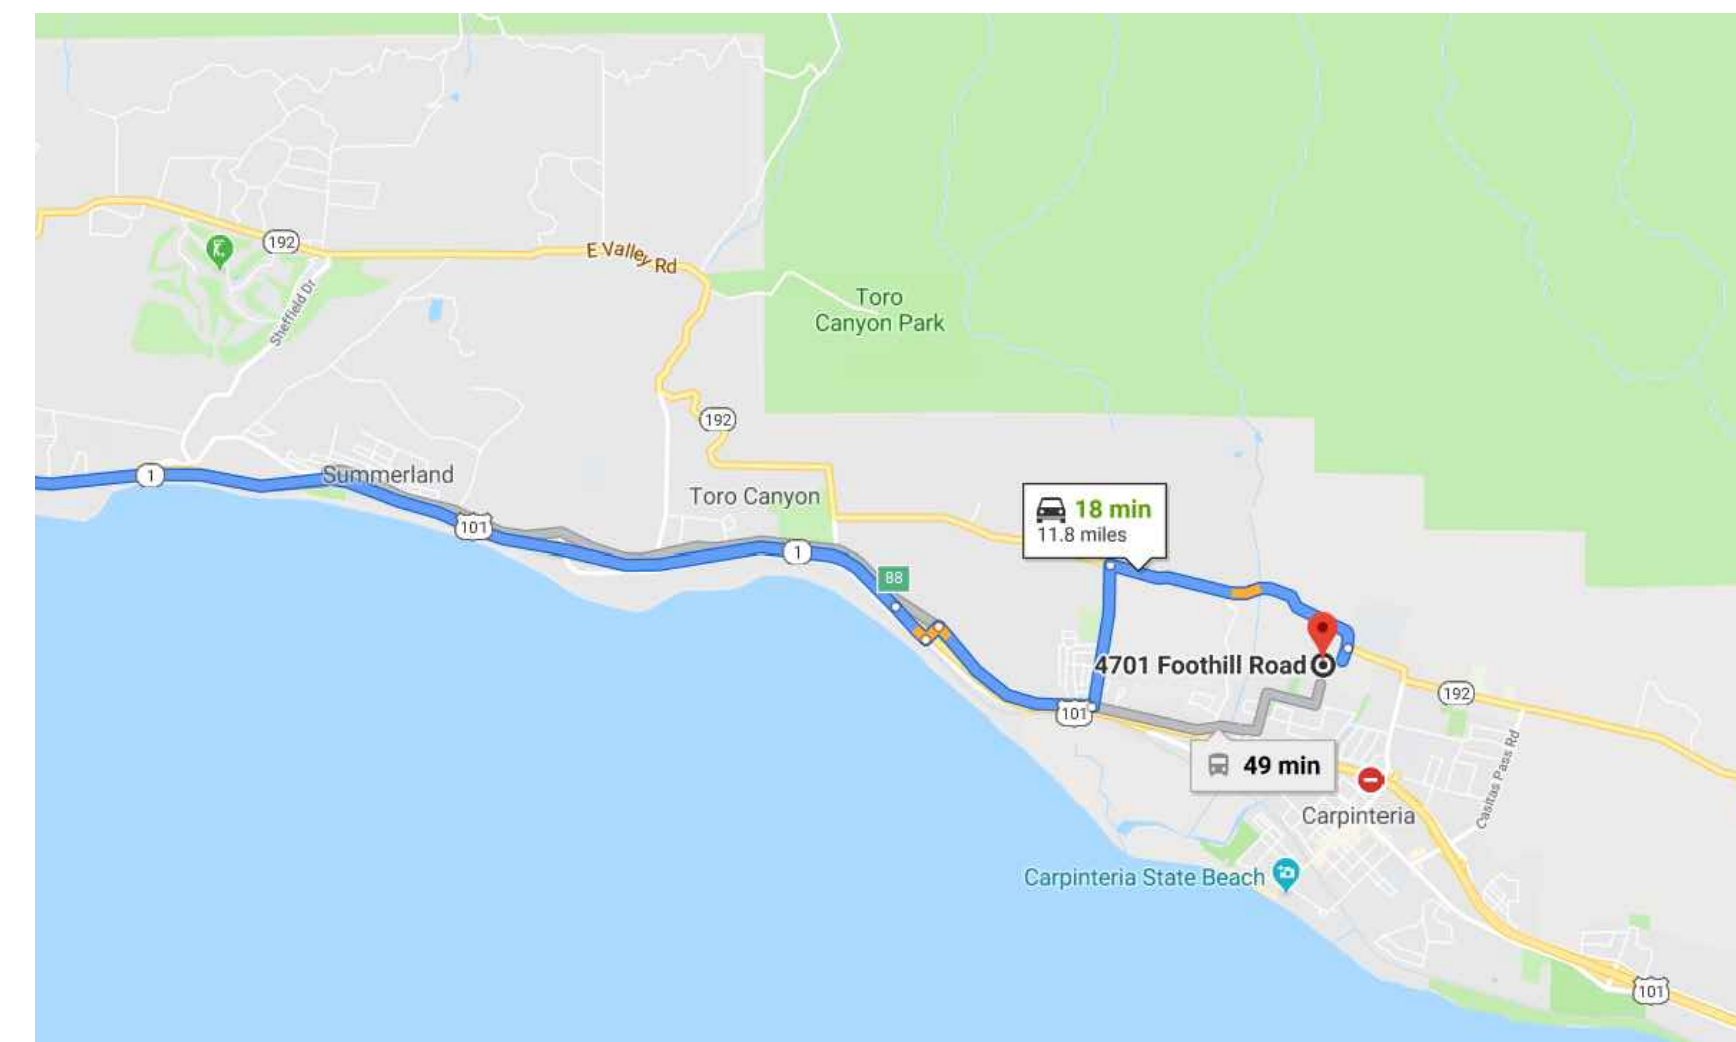 192
E Valley Rd
Sheffield Dr
Toro
Canyon Park
192
1
Summerland
Toro Canyon
101
1
88
18 min
11.8 miles
4701 Foothill Road
192
101
49 min
Casitas Pass Rd
Carpinteria
Carpinteria State Beach
101